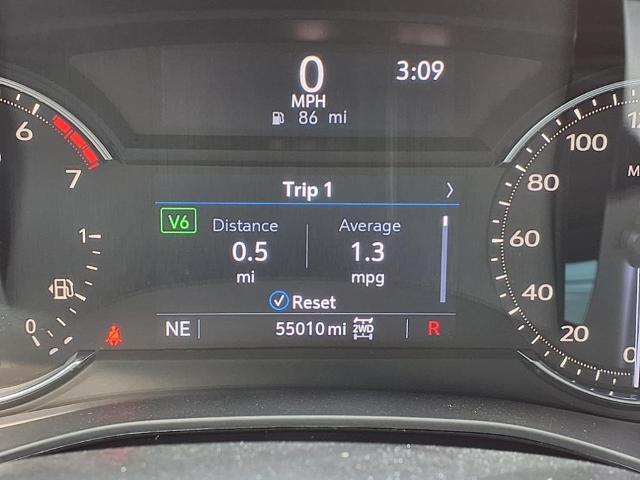 0
3:09
MPH
86 mi
Trip 1
V6
Distance
Average
0.5
1.3
mi
mpg
Reset
NE
55010 mi
2WD
R
6
7
1
0
100
80
60
40
20
0